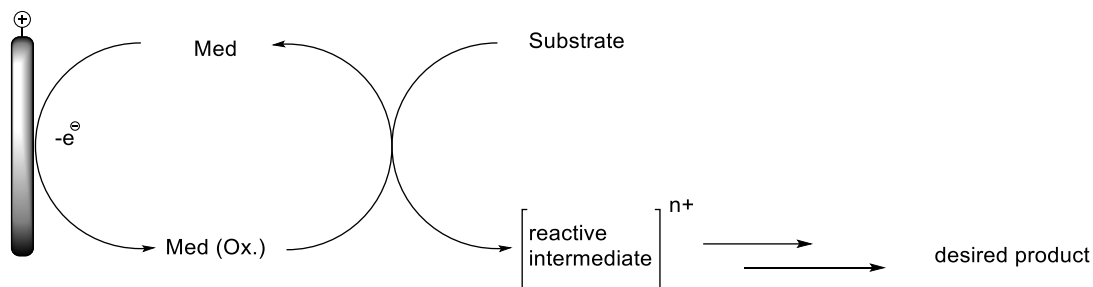 ⊕
Med
Substrate
-e⊖
Med (Ox.)
n+
reactive
intermediate
desired product